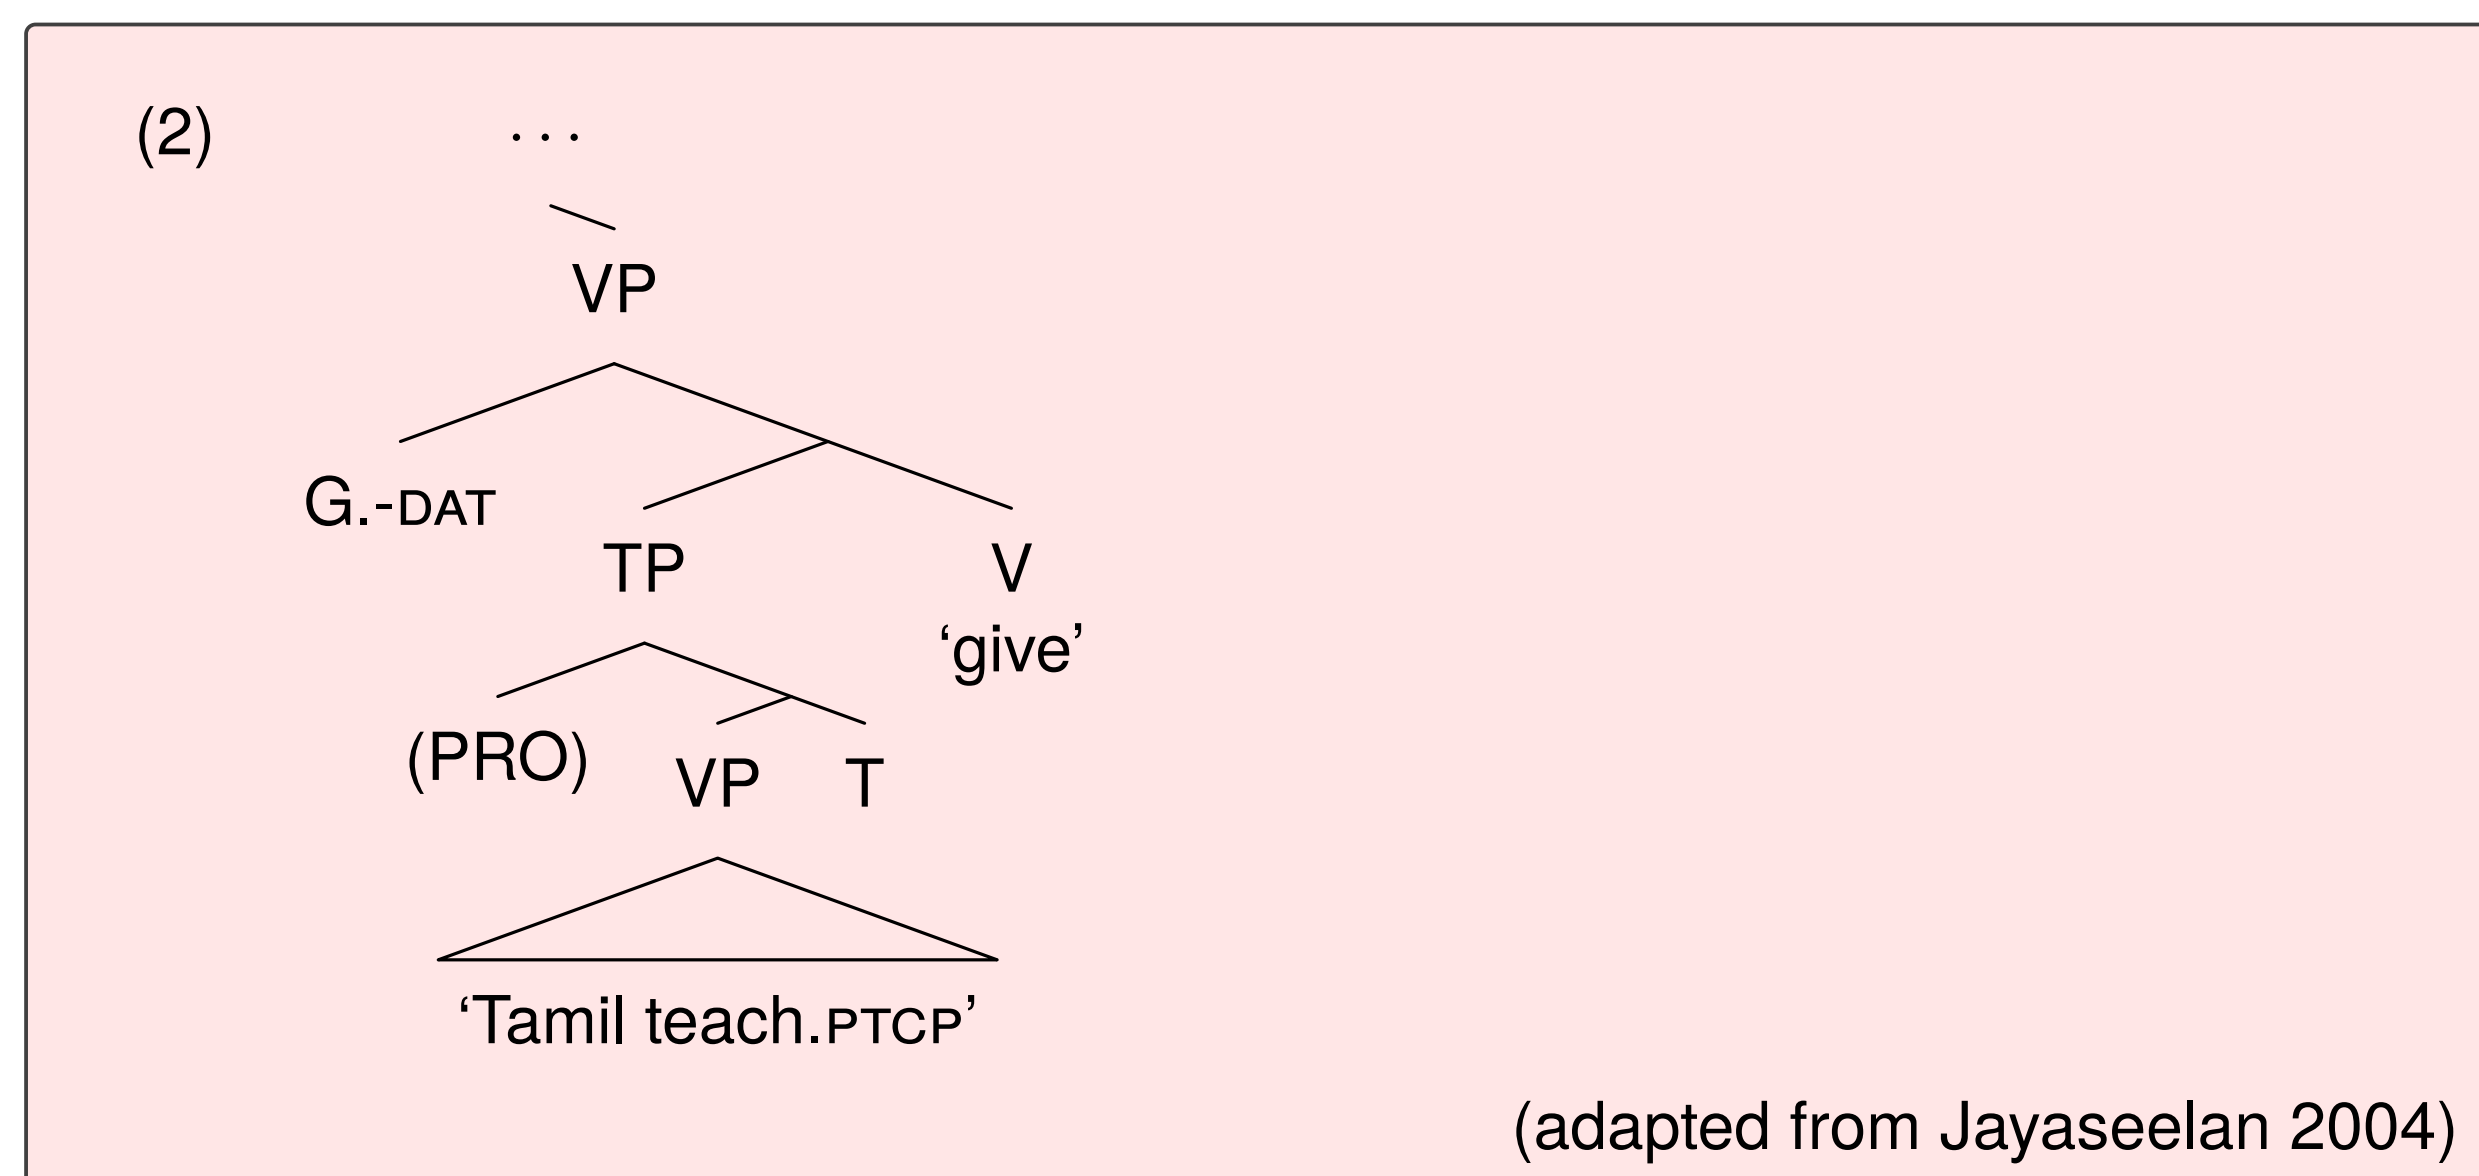 (2) . . .
VP
G.-DAT
TP V
‘give’
(PRO) VP T
‘Tamil teach.PTCP’
(adapted from Jayaseelan 2004)